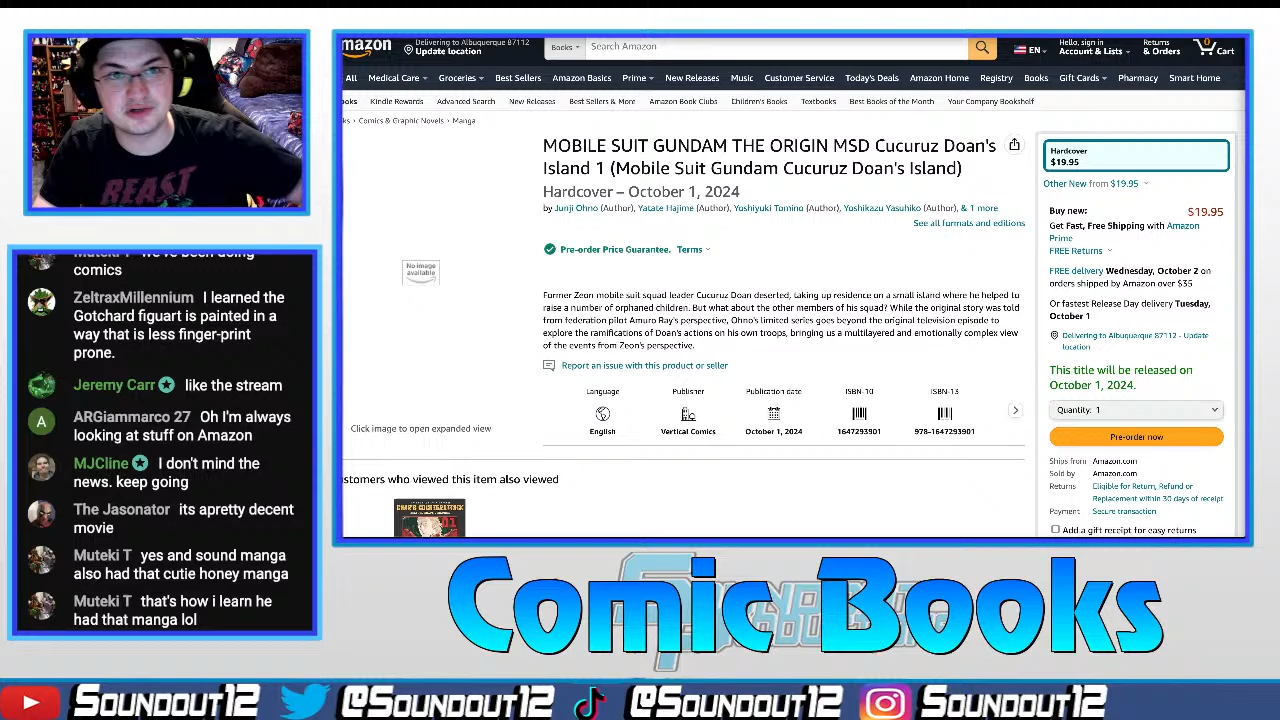 mazon
Delivering to Albuquerque 87112
Update location
Books
Search Amazon
EN
Hello, sign in
Account & Lists
Returns
& Orders
0
Cart
All Medical Care Groceries Best Sellers Amazon Basics Prime New Releases Music Customer Service Today's Deals Amazon Home Registry Books Gift Cards Pharmacy Smart Home
ooks Kindle Rewards Advanced Search New Releases Best Sellers & More Amazon Book Clubs Children's Books Textbooks Best Books of the Month Your Company Bookshelf
ks › Comics & Graphic Novels › Manga
MOBILE SUIT GUNDAM THE ORIGIN MSD Cucuruz Doan's
Island 1 (Mobile Suit Gundam Cucuruz Doan's Island)
Hardcover – October 1, 2024
by Junji Ohno (Author), Yatate Hajime (Author), Yoshiyuki Tomino (Author), Yoshikazu Yasuhiko (Author), & 1 more
See all formats and editions
Pre-order Price Guarantee. Terms
No image
available
Former Zeon mobile suit squad leader Cucuruz Doan deserted, taking up residence on a small island where he helped to
raise a number of orphaned children. But what about the other members of his squad? While the original story was told
from federation pilot Amuro Ray's perspective, Ohno's limited series goes beyond the original television episode to
explore the ramifications of Doan's actions on his own troops, bringing us a multilayered and emotionally complex view
of the events from Zeon's perspective.
Report an issue with this product or seller
Language
Publisher
Publication date
ISBN-10
ISBN-13
English
Vertical Comics
October 1, 2024
1647293901
978-1647293901
Click image to open expanded view
ustomers who viewed this item also viewed
Hardcover
$19.95
Other New from $19.95
Buy new:
$19.95
Get Fast, Free Shipping with Amazon
Prime
FREE Returns
FREE delivery Wednesday, October 2 on
orders shipped by Amazon over $35
Or fastest Release Day delivery Tuesday,
October 1
Delivering to Albuquerque 87112 - Update
location
This title will be released on
October 1, 2024.
Quantity: 1
Pre-order now
Ships from Amazon.com
Sold by Amazon.com
Returns Eligible for Return, Refund or
Replacement within 30 days of receipt
Payment Secure transaction
Add a gift receipt for easy returns
BEAST
Muteki T we've been doing
comics
ZeltraxMillennium I learned the
Gotchard figuart is painted in a
way that is less finger-print
prone.
Jeremy Carr like the stream
A
ARGiammarco 27 Oh I'm always
looking at stuff on Amazon
MJCline I don't mind the
news. keep going
The Jasonator its apretty decent
movie
Muteki T yes and sound manga
also had that cutie honey manga
Muteki T that's how i learn he
had that manga lol
Comic Books
Soundout12 @Soundout12 @Soundout12 Soundout12